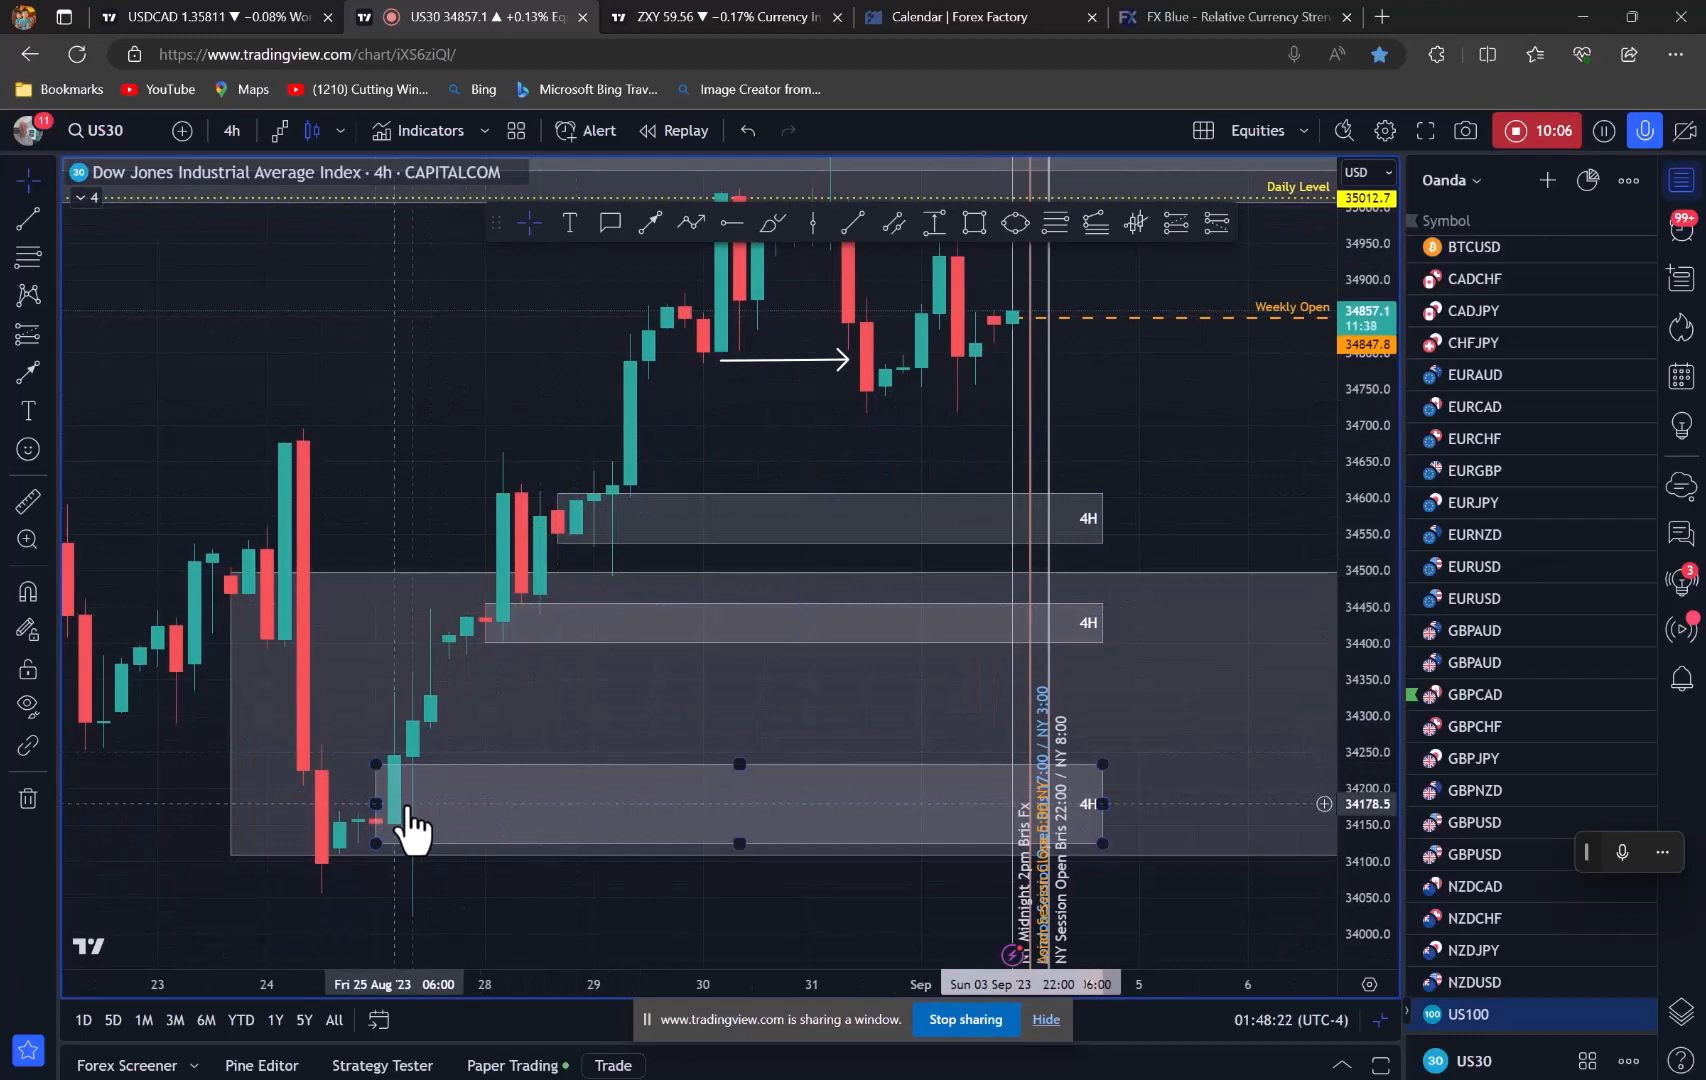 USDCAD 1.35811 ▼ −0.08% Wo
US30 34857.1 ▲ +0.13% Eq
ZXY 59.56 ▼ −0.17% Currency In
Calendar | Forex Factory
FX Blue - Relative Currency Stren
https://www.tradingview.com/chart/iXS6ziQl/
Bookmarks
YouTube
Maps
(1210) Cutting Win...
Bing
Microsoft Bing Trav...
Image Creator from...
11
US30
4h
Indicators
Alert
Replay
Equities
10:06
30 Dow Jones Industrial Average Index · 4h · CAPITALCOM
4
USD
Daily Level
35012.7
34950.0
34900.0
Weekly Open
34857.1
11:38
34847.8
34750.0
34700.0
34650.0
34600.0
4H
34550.0
34500.0
34450.0
4H
34400.0
34350.0
34300.0
34250.0
34200.0
4H
34178.5
34150.0
34100.0
34050.0
34000.0
Midnight 2pm Bris Fx
NY Session Open Bris 22:00 / NY 8:00
23
24
Fri 25 Aug '23 06:00
28
29
30
31
Sep
Sun 03 Sep '23 22:00
06:00
5
6
1D
5D
1M
3M
6M
YTD
1Y
5Y
All
www.tradingview.com is sharing a window.
Stop sharing
Hide
01:48:22 (UTC-4)
Forex Screener
Pine Editor
Strategy Tester
Paper Trading
Trade
Oanda
Symbol
BTCUSD
CADCHF
CADJPY
CHFJPY
EURAUD
EURCAD
EURCHF
EURGBP
EURJPY
EURNZD
EURUSD
EURUSD
GBPAUD
GBPAUD
GBPCAD
GBPCHF
GBPJPY
GBPNZD
GBPUSD
GBPUSD
NZDCAD
NZDCHF
NZDJPY
NZDUSD
100 US100
30 US30
99+
3